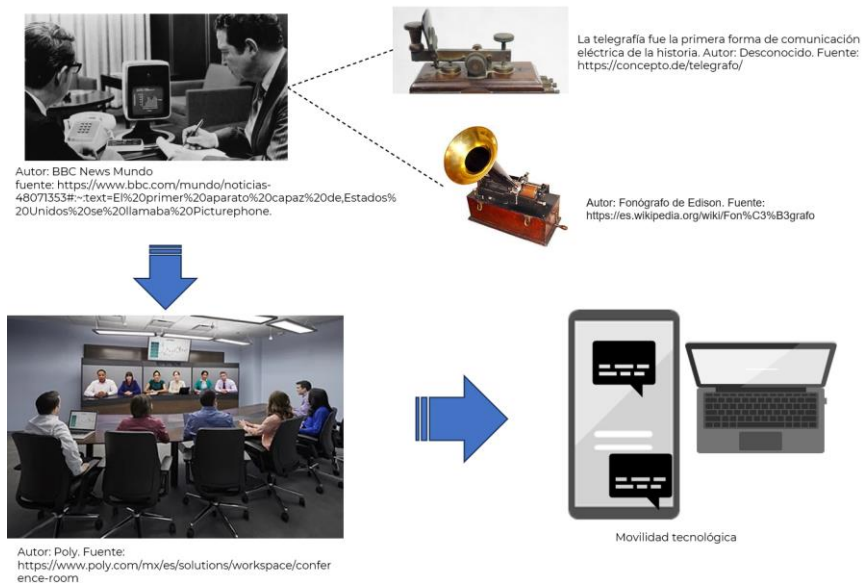 La telegrafía fue la primera forma de comunicación
eléctrica de la historia. Autor: Desconocido. Fuente:
https://concepto.de/telegrafo/
Autor: BBC News Mundo
fuente: https://www.bbc.com/mundo/noticias-
48071353#:~:text=El%20primer%20aparato%20capaz%20de,Estados%
20Unidos%20se%20llamaba%20Picturephone.
Autor: Fonógrafo de Edison. Fuente:
https://es.wikipedia.org/wiki/Fon%C3%B3grafo
Autor: Poly. Fuente:
https://www.poly.com/mx/es/solutions/workspace/confer
ence-room
Movilidad tecnológica